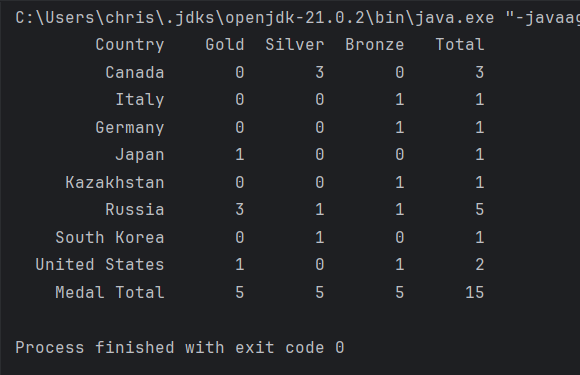 C:\Users\chris\.jdks\openjdk-21.0.2\bin\java.exe "-javaag
Country Gold Silver Bronze Total
Canada 0 3 0 3
Italy 0 0 1 1
Germany 0 0 1 1
Japan 1 0 0 1
Kazakhstan 0 0 1 1
Russia 3 1 1 5
South Korea 0 1 0 1
United States 1 0 1 2
Medal Total 5 5 5 15
Process finished with exit code 0